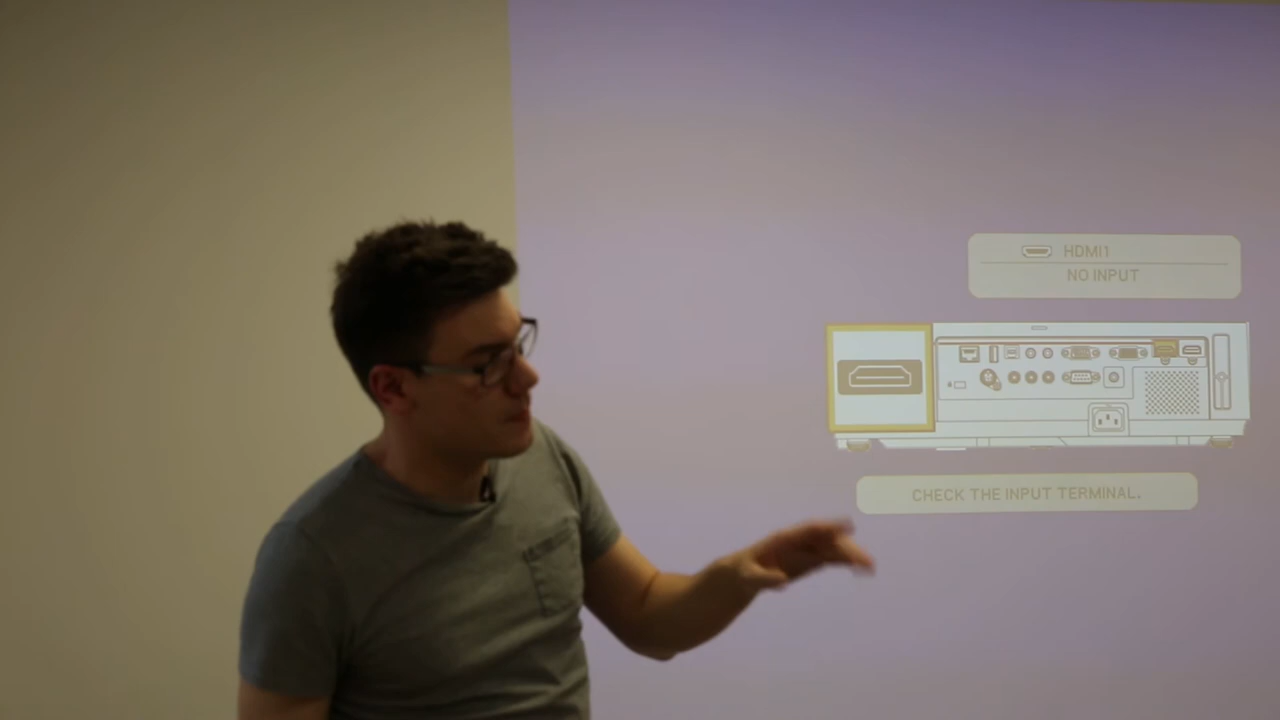 HDMI1
NO INPUT
CHECK THE INPUT TERMINAL.